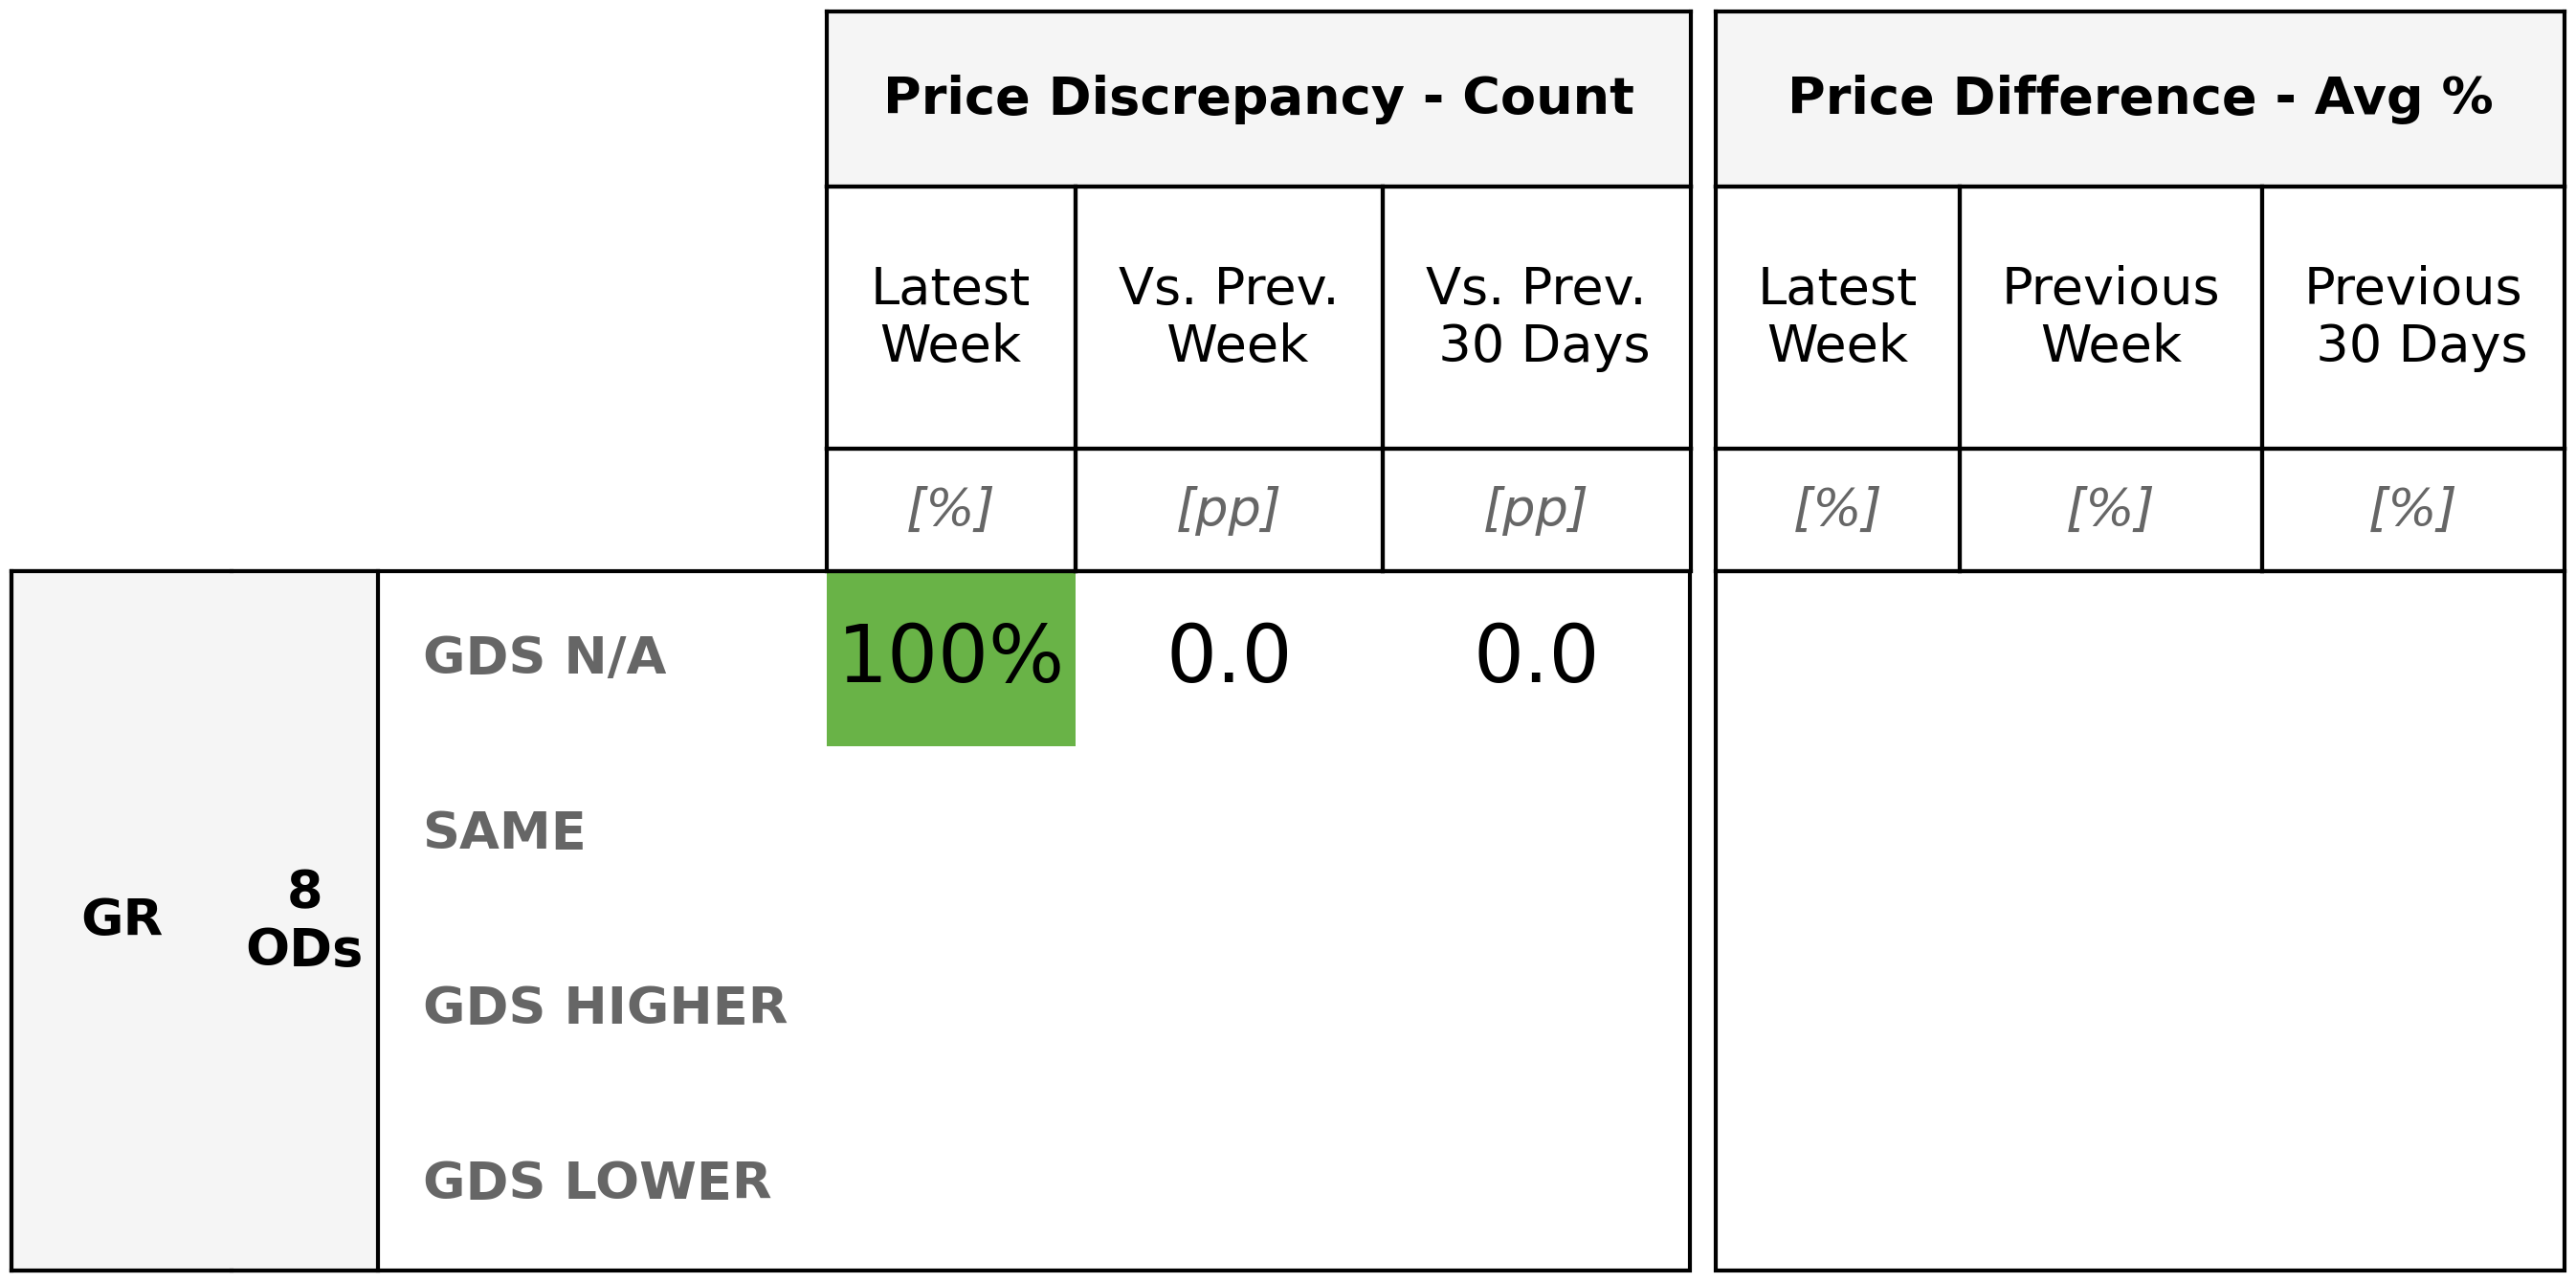 Price Discrepancy - Count
Price Difference - Avg %
Latest
Week
Vs. Prev.
Week
Vs. Prev.
30 Days
Latest
Week
Previous
Week
Previous
30 Days
[%]
[pp]
[pp]
[%]
[%]
[%]
GR
8
ODs
GDS N/A
100%
0.0
0.0
SAME
GDS HIGHER
GDS LOWER